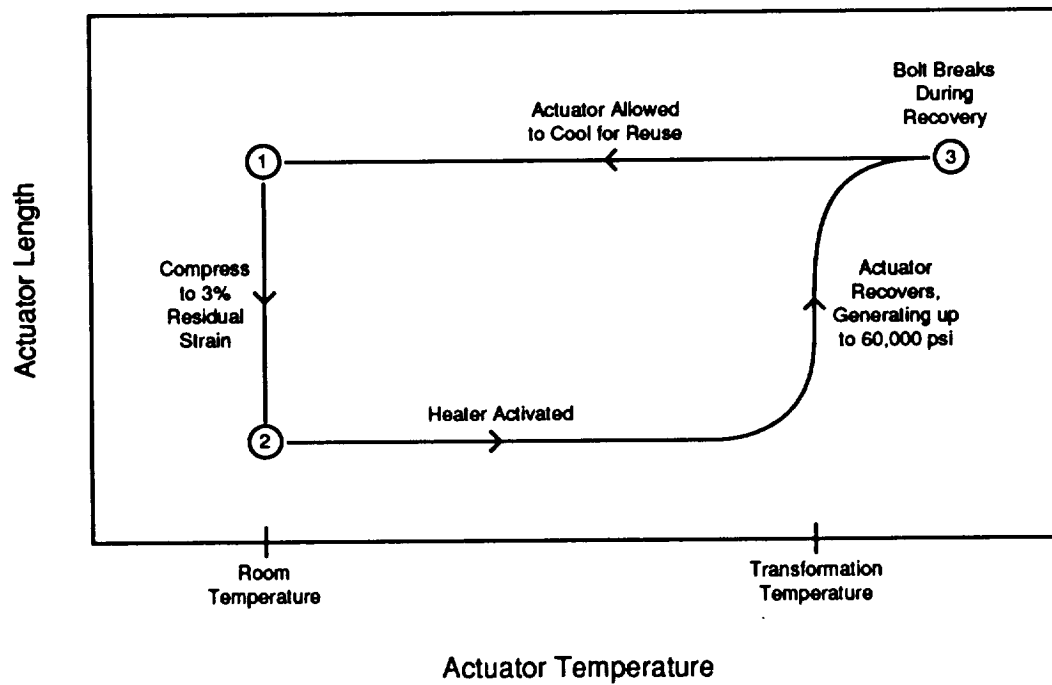 Bolt Breaks
During
Recovery
Actuator Allowed
to Cool for Reuse
1
3
Actuator Length
Compress
to 3%
Residual
Strain
Actuator
Recovers,
Generating up
to 60,000 psi
Heater Activated
2
Room
Temperature
Transformation
Temperature
Actuator Temperature